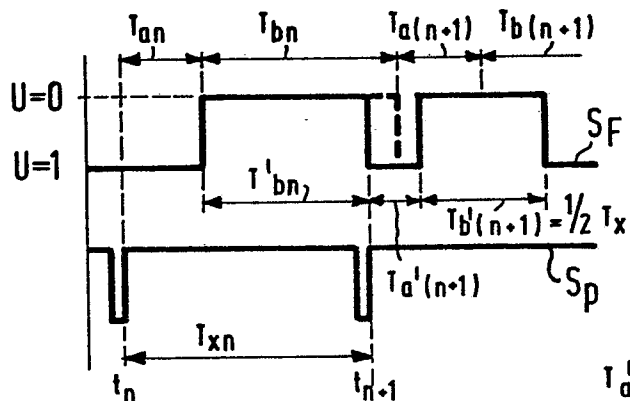 Tan Tbn Ta(n+1) Tb(n+1)
U=0
SF
U=1
T'bn, Tb'(n+1) = 1/2 Tx
Ta'(n+1)
Sp
Txn
tn tn+1 Ta'